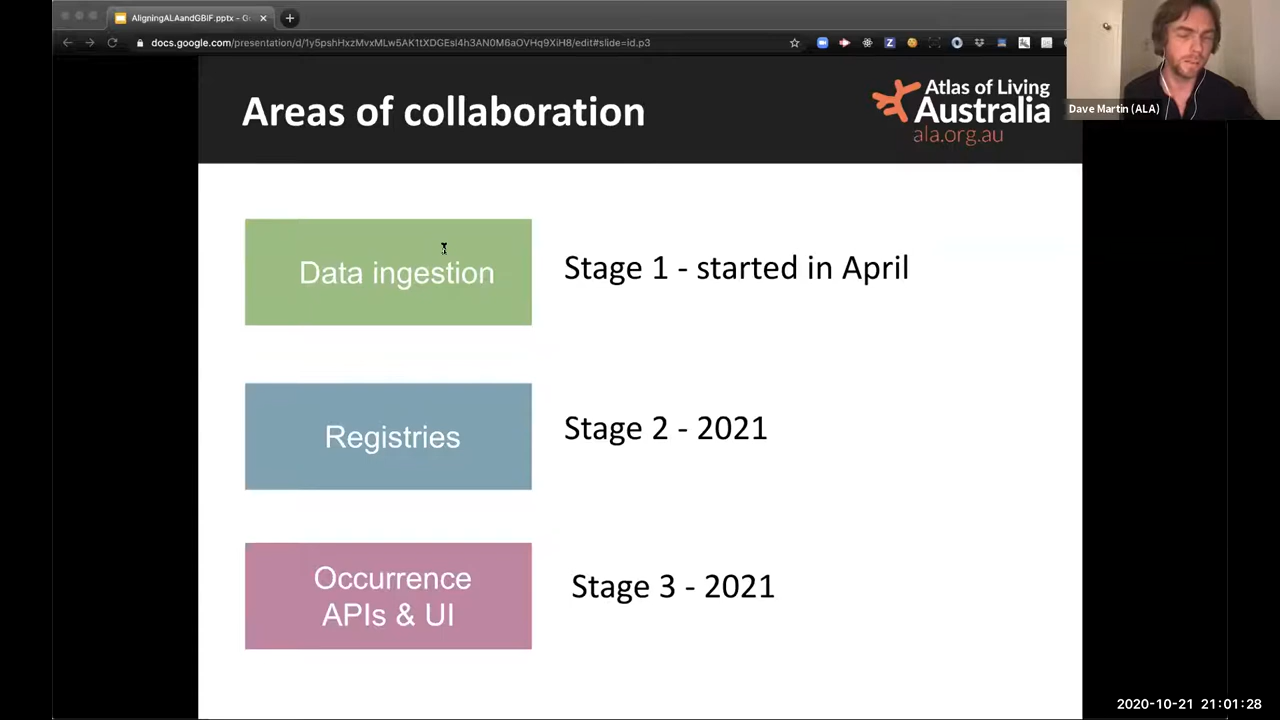 AligningALAandGBIF.pptx - G
docs.google.com/presentation/d/1y5pshHxzMvxMLw5AK1tXDGEsI4h3AN0M6aOVHq9XiH8/edit#slide=id.p3
Dave Martin (ALA)
Areas of collaboration
Atlas of Living
Australia
ala.org.au
Data ingestion
Stage 1 - started in April
Registries
Stage 2 - 2021
Occurrence
APIs & UI
Stage 3 - 2021
2020-10-21 21:01:28